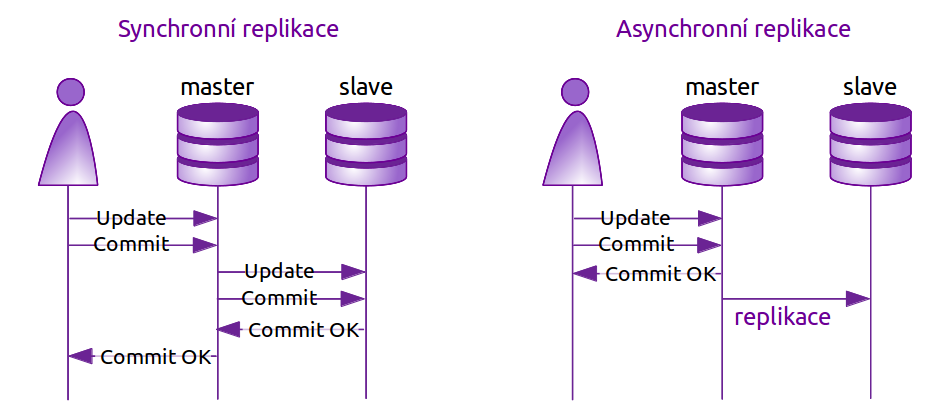 Synchronní replikace
master
slave
Update
Commit
Update
Commit
Commit OK
Commit OK
Asynchronní replikace
master
slave
Update
Commit
Commit OK
replikace